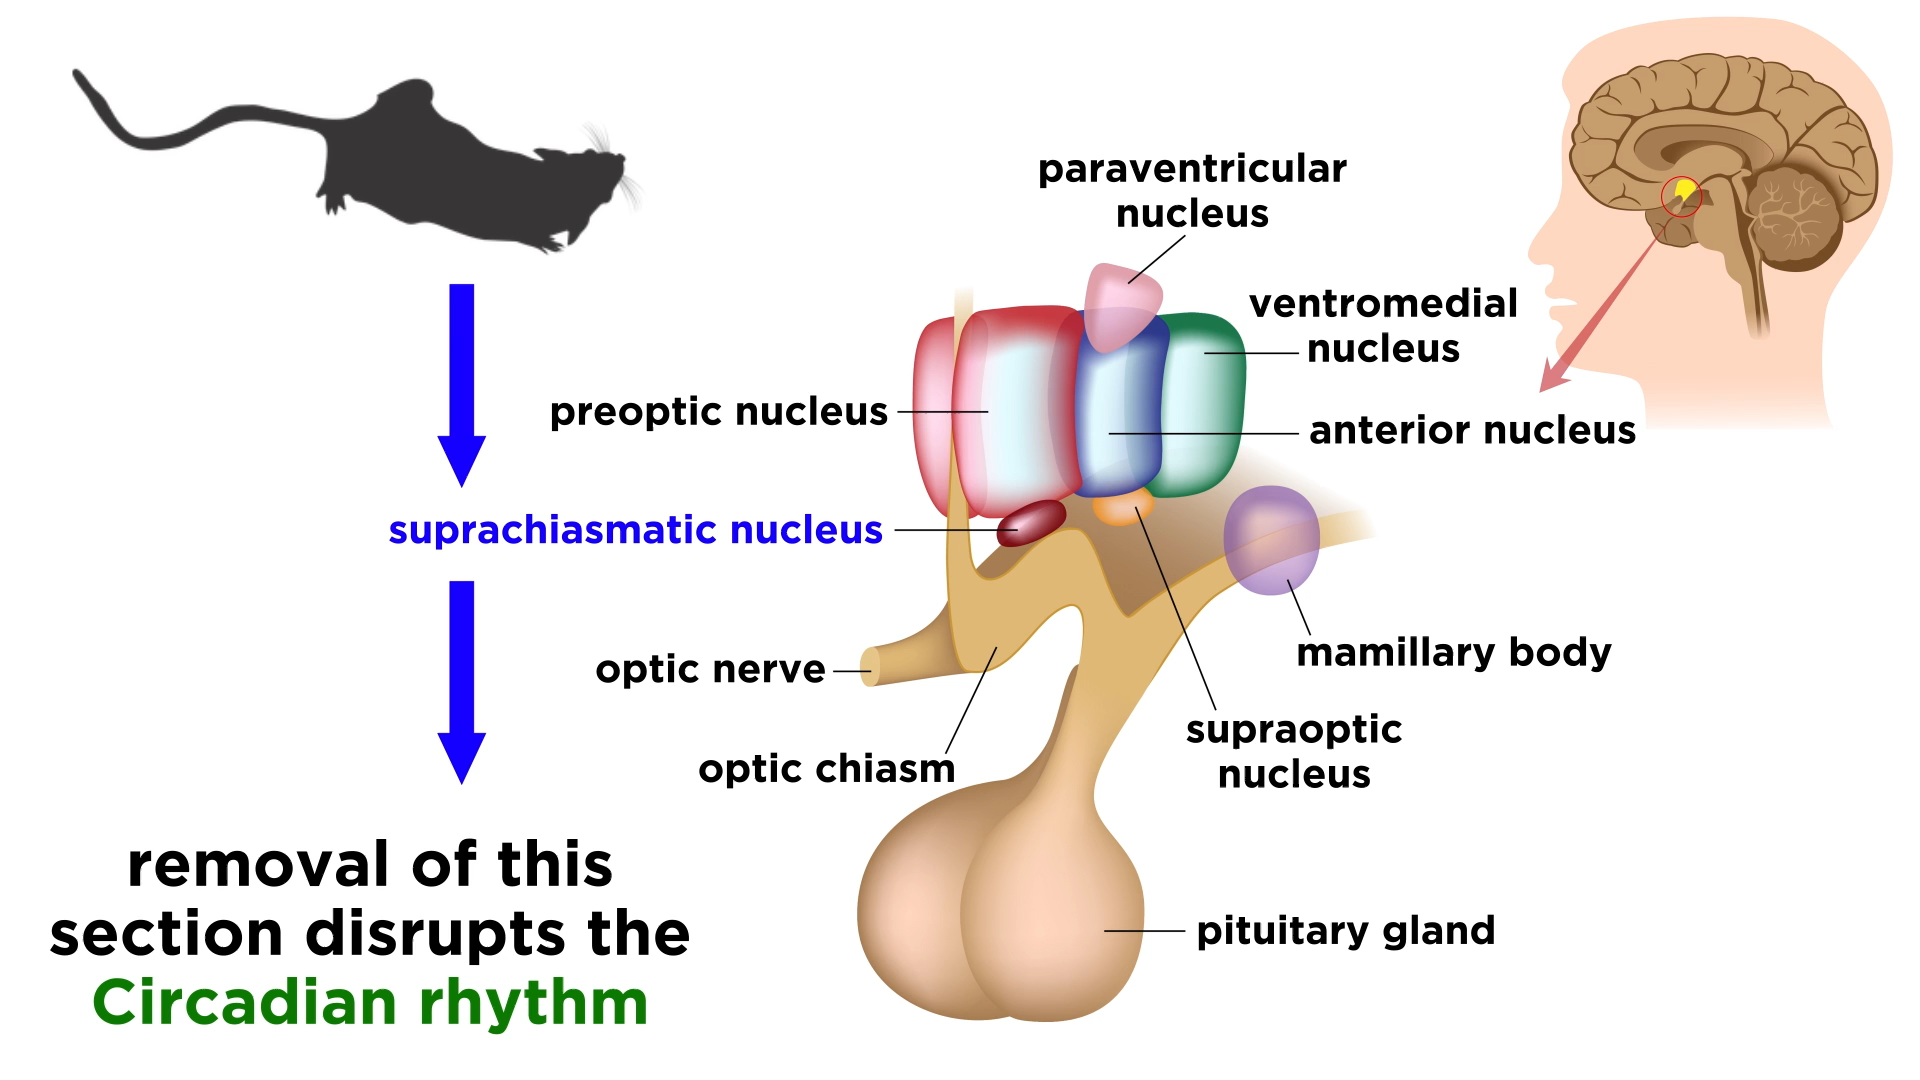 paraventricular
nucleus
ventromedial
nucleus
preoptic nucleus
anterior nucleus
suprachiasmatic nucleus
optic nerve
mamillary body
supraoptic
nucleus
optic chiasm
removal of this
section disrupts the
Circadian rhythm
pituitary gland